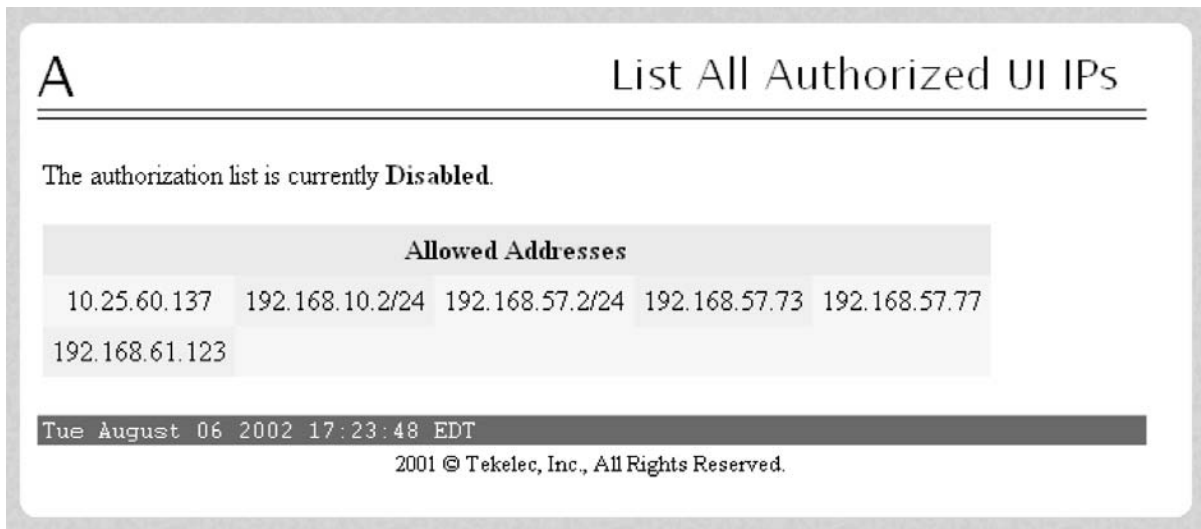 A List All Authorized UI IPs
The authorization list is currently Disabled.
Allowed Addresses
10.25.60.137 192.168.10.2/24 192.168.57.2/24 192.168.57.73 192.168.57.77
192.168.61.123
Tue August 06 2002 17:23:48 EDT
2001 © Tekelec, Inc., All Rights Reserved.